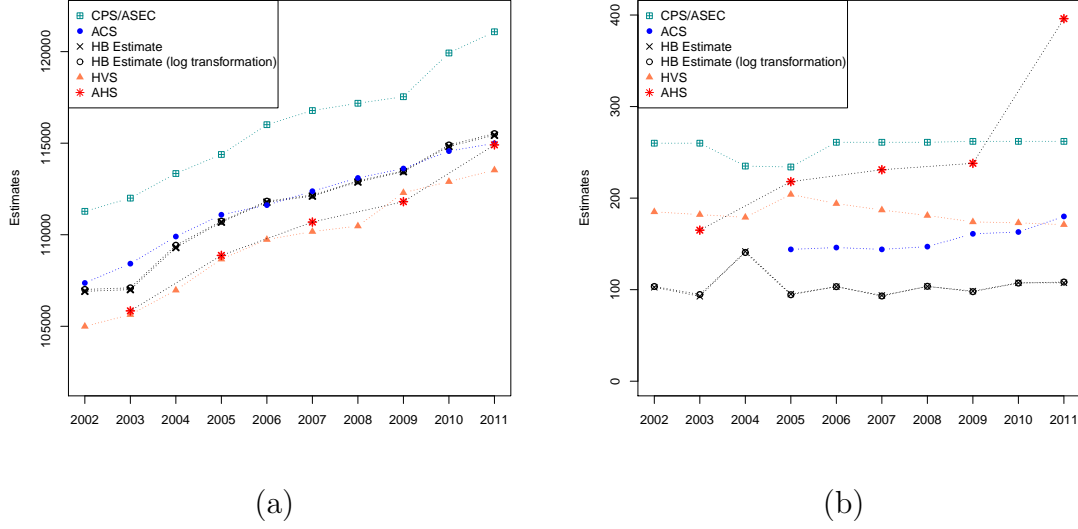 CPS/ASEC
ACS
HB Estimate
HB Estimate (log transformation)
HVS
AHS
Estimates
120000
115000
110000
105000
2002 2003 2004 2005 2006 2007 2008 2009 2010 2011
(a)
CPS/ASEC
ACS
HB Estimate
HB Estimate (log transformation)
HVS
AHS
Estimates
400
300
200
100
0
2002 2003 2004 2005 2006 2007 2008 2009 2010 2011
(b)